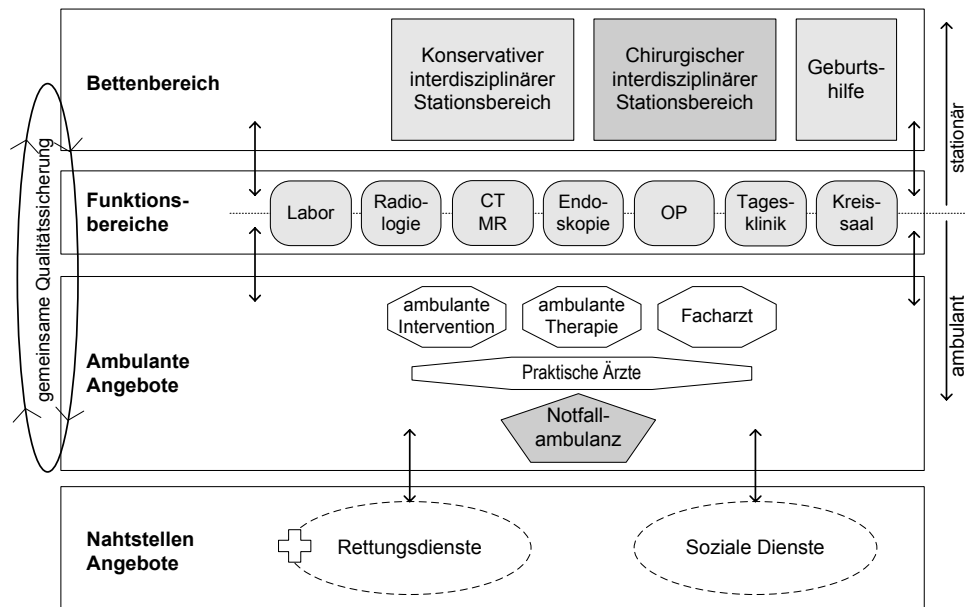 Bettenbereich
Konservativer
interdisziplinärer
Stationsbereich
Chirurgischer
interdisziplinärer
Stationsbereich
Geburts-
hilfe
stationär
gemeinsame Qualitätssicherung
Funktions-
bereiche
Labor
Radio-
logie
CT
MR
Endo-
skopie
OP
Tages-
klinik
Kreis-
saal
ambulant
Ambulante
Angebote
ambulante
Intervention
ambulante
Therapie
Facharzt
Praktische Ärzte
Notfall-
ambulanz
Nahtstellen
Angebote
Rettungsdienste
Soziale Dienste